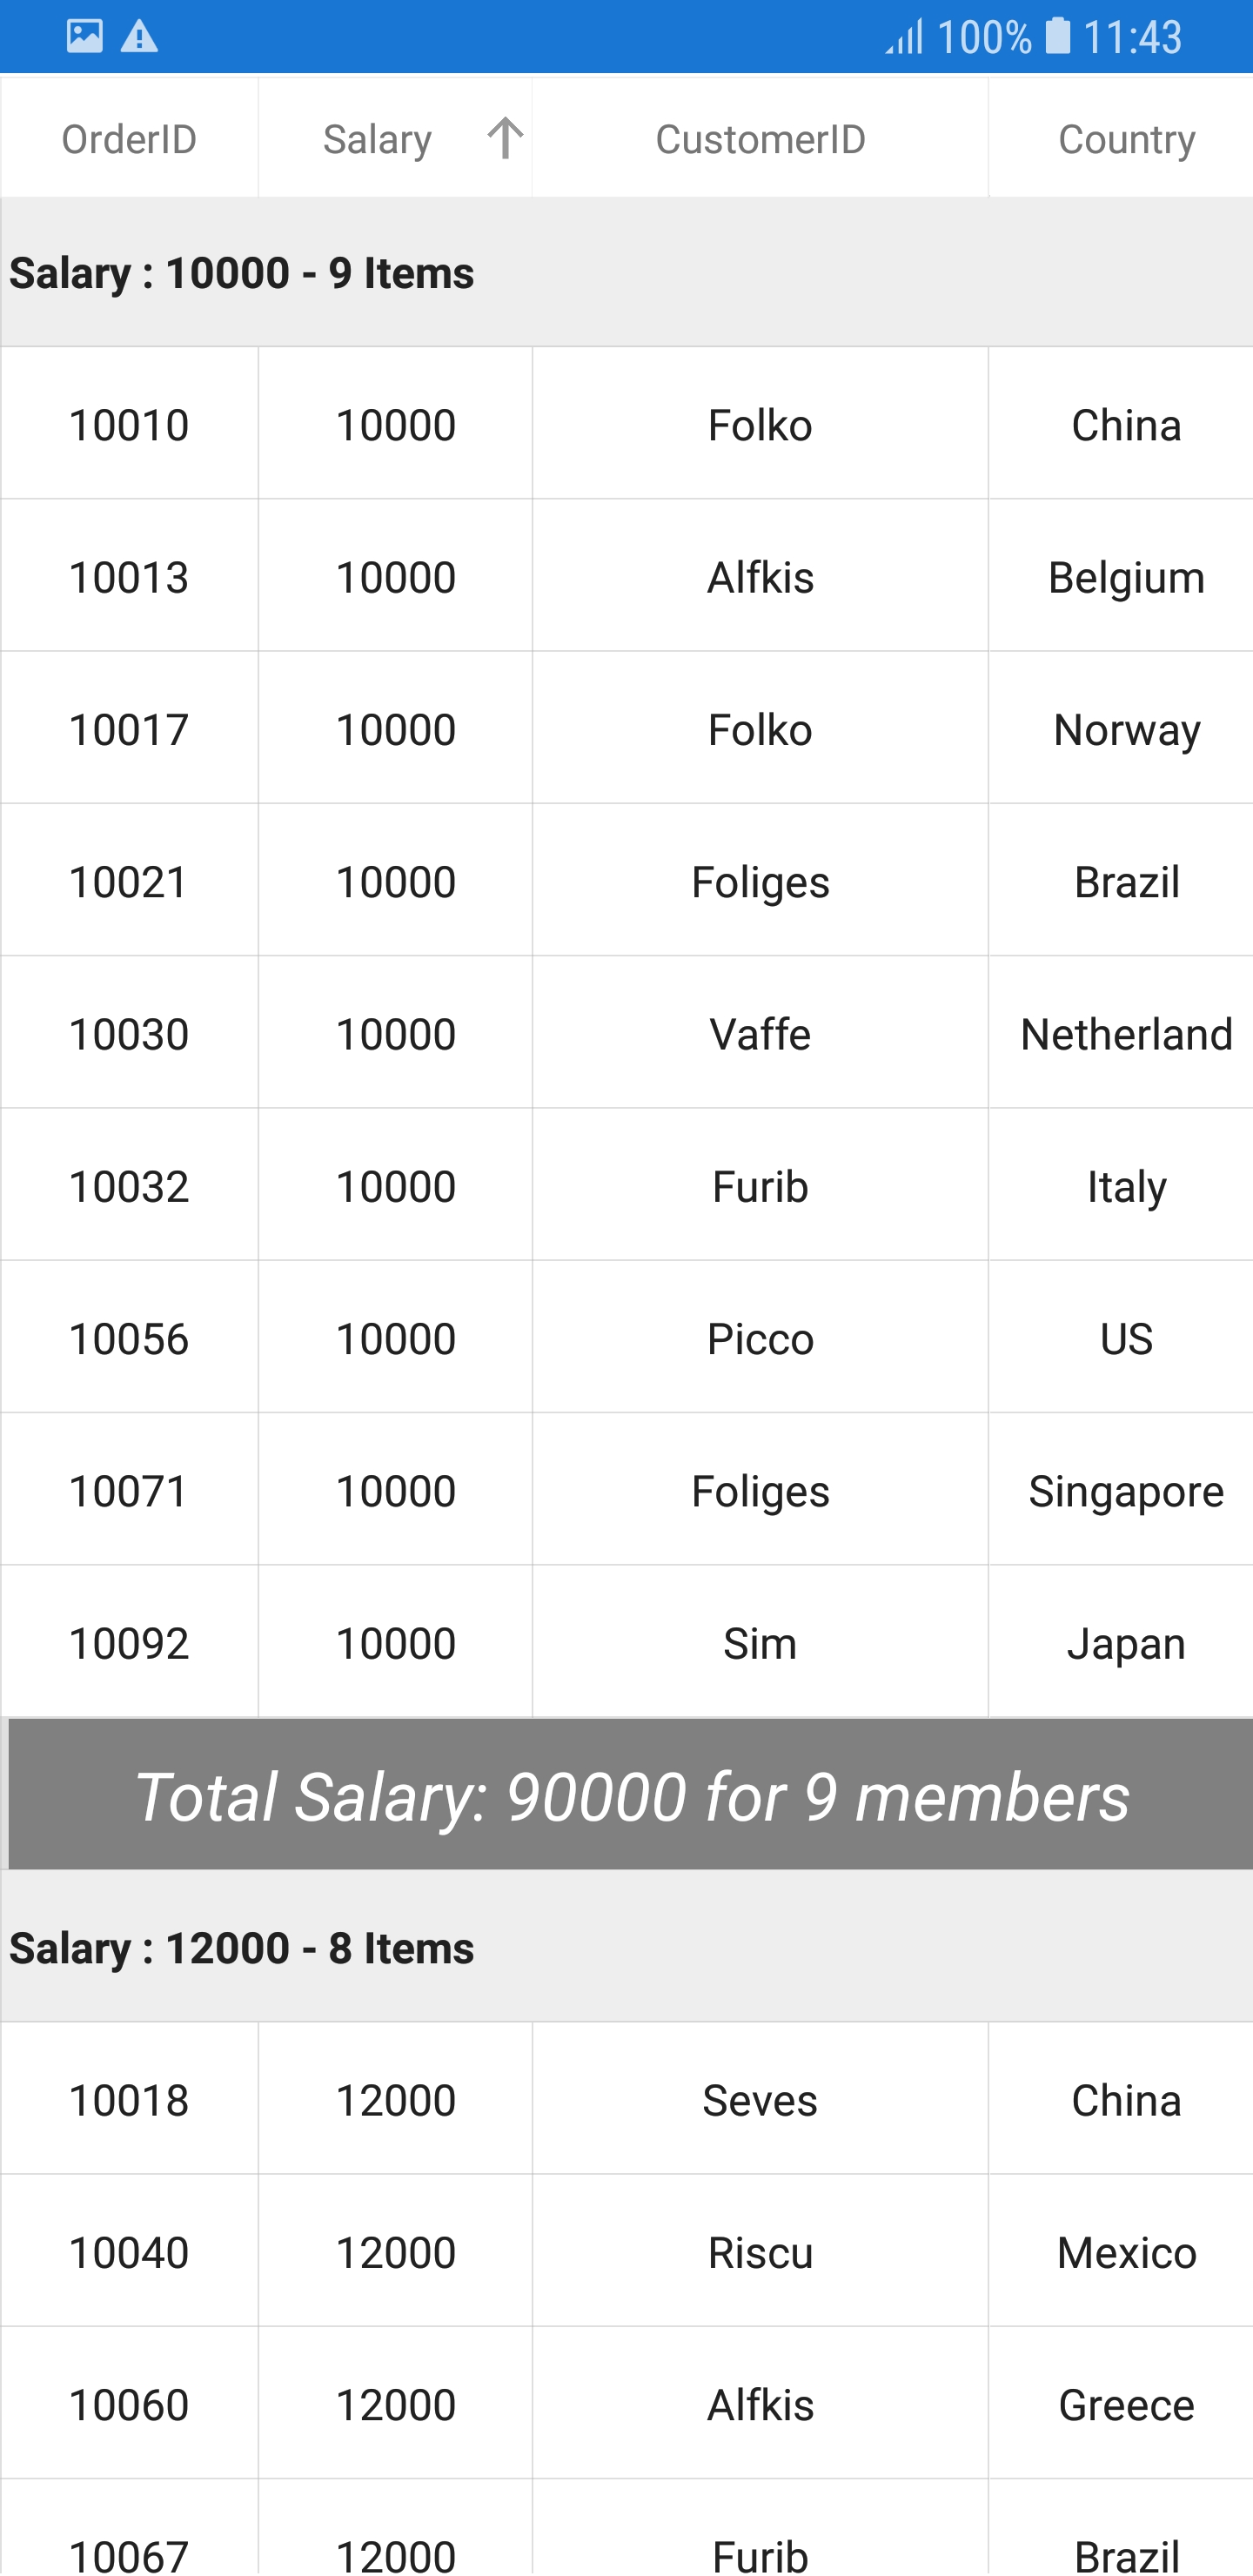 100% 11:43
OrderID Salary CustomerID Country
Salary : 10000 - 9 Items
10010 10000 Folko China
10013 10000 Alfkis Belgium
10017 10000 Folko Norway
10021 10000 Foliges Brazil
10030 10000 Vaffe Netherland
10032 10000 Furib Italy
10056 10000 Picco US
10071 10000 Foliges Singapore
10092 10000 Sim Japan
Total Salary: 90000 for 9 members
Salary : 12000 - 8 Items
10018 12000 Seves China
10040 12000 Riscu Mexico
10060 12000 Alfkis Greece
10067 12000 Furib Brazil